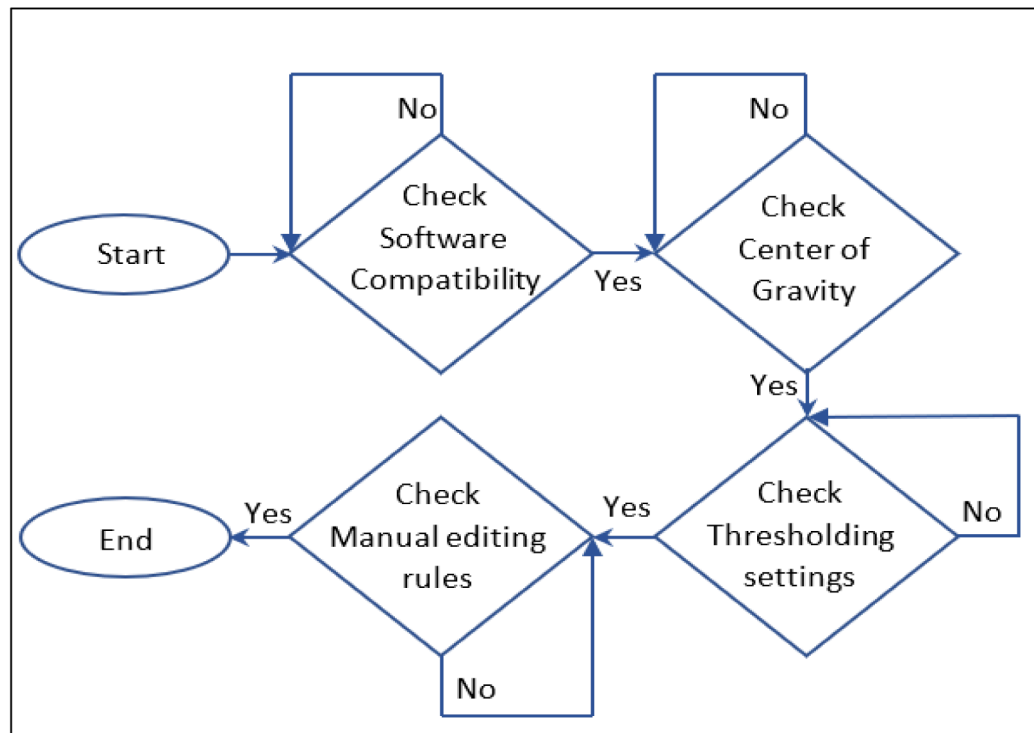 No
No
Start
Check
Software
Compatibility
Yes
Check
Center of
Gravity
Yes
End
Yes
Check
Manual editing
rules
Yes
Check
Thresholding
settings
No
No